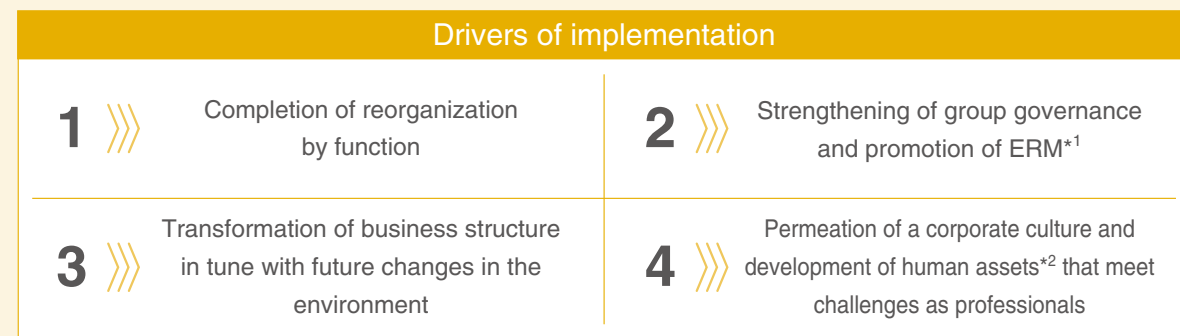 Drivers of implementation
1
Completion of reorganization
by function
2
Strengthening of group governance
and promotion of ERM*1
3
Transformation of business structure
in tune with future changes in the
environment
4
Permeation of a corporate culture and
development of human assets*2 that meet
challenges as professionals